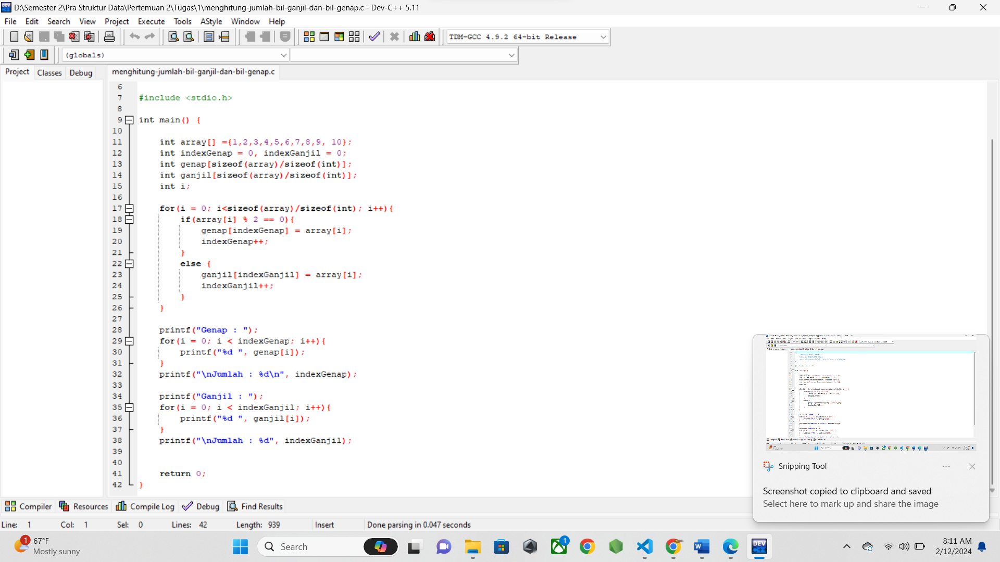 D:\Semester 2\Pra Struktur Data\Pertemuan 2\Tugas\1\menghitung-jumlah-bil-ganjil-dan-bil-genap.c - Dev-C++ 5.11
File Edit Search View Project Execute Tools AStyle Window Help
TDM-GCC 4.9.2 64-bit Release
(globals)
Project Classes Debug
menghitung-jumlah-bil-ganjil-dan-bil-genap.c
6
7 #include <stdio.h>
8
9 int main() {
10
11 int array[] ={1,2,3,4,5,6,7,8,9, 10};
12 int indexGenap = 0, indexGanjil = 0;
13 int genap[sizeof(array)/sizeof(int)];
14 int ganjil[sizeof(array)/sizeof(int)];
15 int i;
16
17 for(i = 0; i<sizeof(array)/sizeof(int); i++){
18 if(array[i] % 2 == 0){
19 genap[indexGenap] = array[i];
20 indexGenap++;
21 }
22 else {
23 ganjil[indexGanjil] = array[i];
24 indexGanjil++;
25 }
26 }
27
28 printf("Genap : ");
29 for(i = 0; i < indexGenap; i++){
30 printf("%d ", genap[i]);
31 }
32 printf("\nJumlah : %d\n", indexGenap);
33
34 printf("Ganjil : ");
35 for(i = 0; i < indexGanjil; i++){
36 printf("%d ", ganjil[i]);
37 }
38 printf("\nJumlah : %d", indexGanjil);
39
40
41 return 0;
42 }
Snipping Tool
Screenshot copied to clipboard and saved
Select here to mark up and share the image
Compiler Resources Compile Log Debug Find Results
Line: 1 Col: 1 Sel: 0 Lines: 42 Length: 939 Insert Done parsing in 0.047 seconds
1 67°F
Mostly sunny
Search
1
DEV C++
8:11 AM
2/12/2024